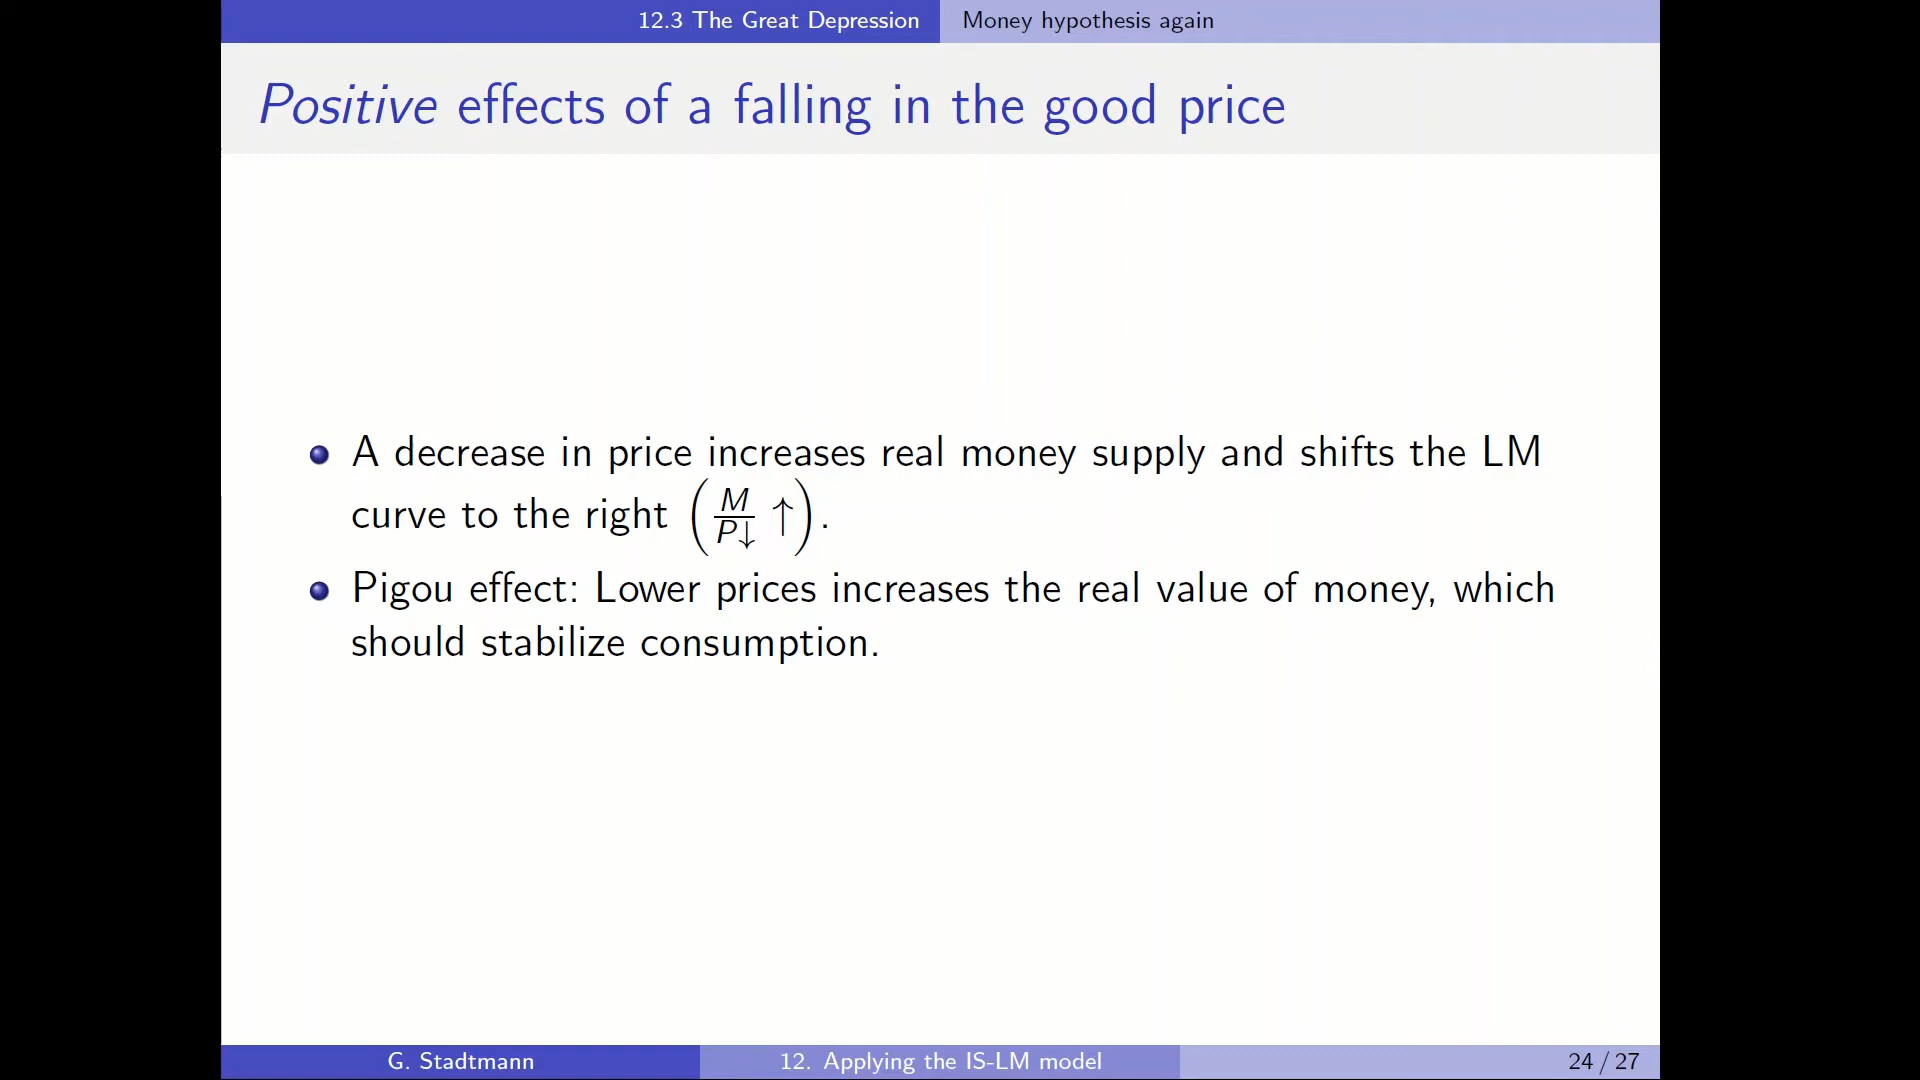 12.3 The Great Depression Money hypothesis again
Positive effects of a falling in the good price
A decrease in price increases real money supply and shifts the LM
curve to the right (M/P↓ ↑).
Pigou effect: Lower prices increases the real value of money, which
should stabilize consumption.
G. Stadtmann 12. Applying the IS-LM model 24 / 27